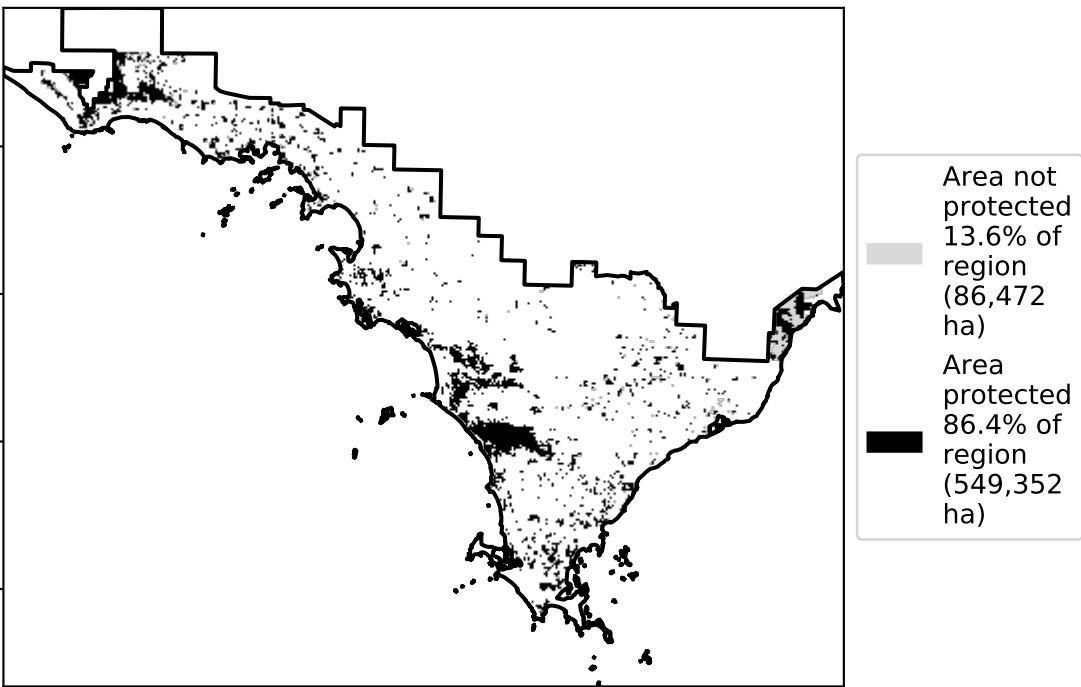 Area not
protected
13.6% of
region
(86,472
ha)
Area
protected
86.4% of
region
(549,352
ha)